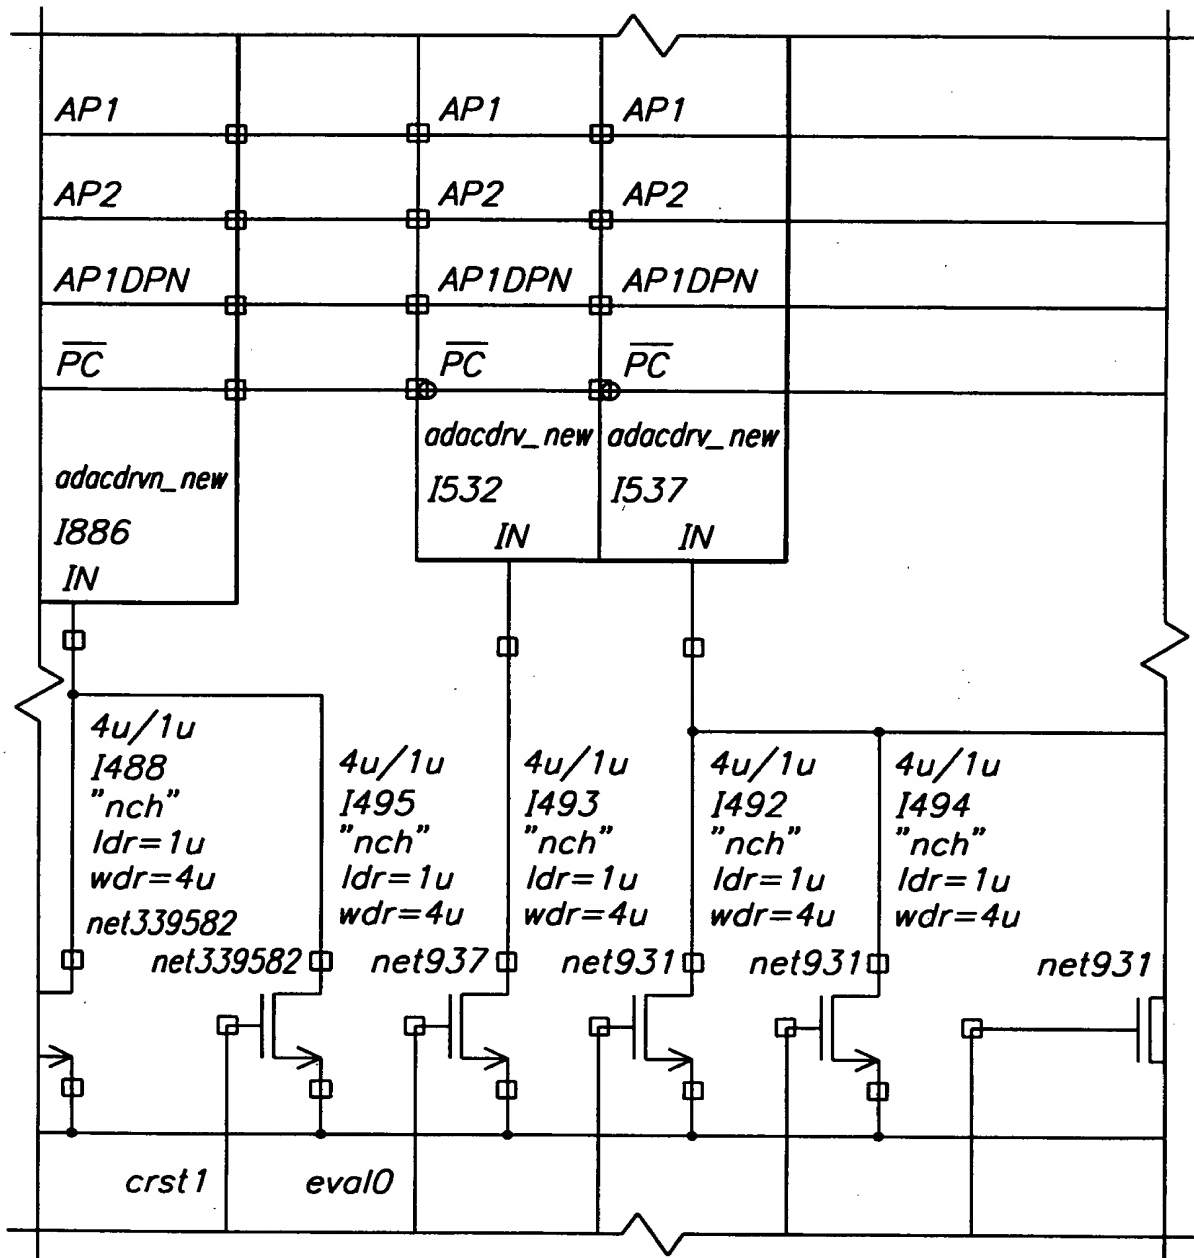 AP1 AP1 AP1
AP2 AP2 AP2
AP1DPN AP1DPN AP1DPN
PC PC PC
adacdrvn_new
I886
IN
adacdrv_new
I532
IN
adacdrv_new
I537
IN
4u/1u
I488
"nch"
ldr=1u
wdr=4u
net339582
4u/1u
I495
"nch"
ldr=1u
wdr=4u
net339582
4u/1u
I493
"nch"
ldr=1u
wdr=4u
net937
4u/1u
I492
"nch"
ldr=1u
wdr=4u
net931
4u/1u
I494
"nch"
ldr=1u
wdr=4u
net931
net931
crst1
eval0